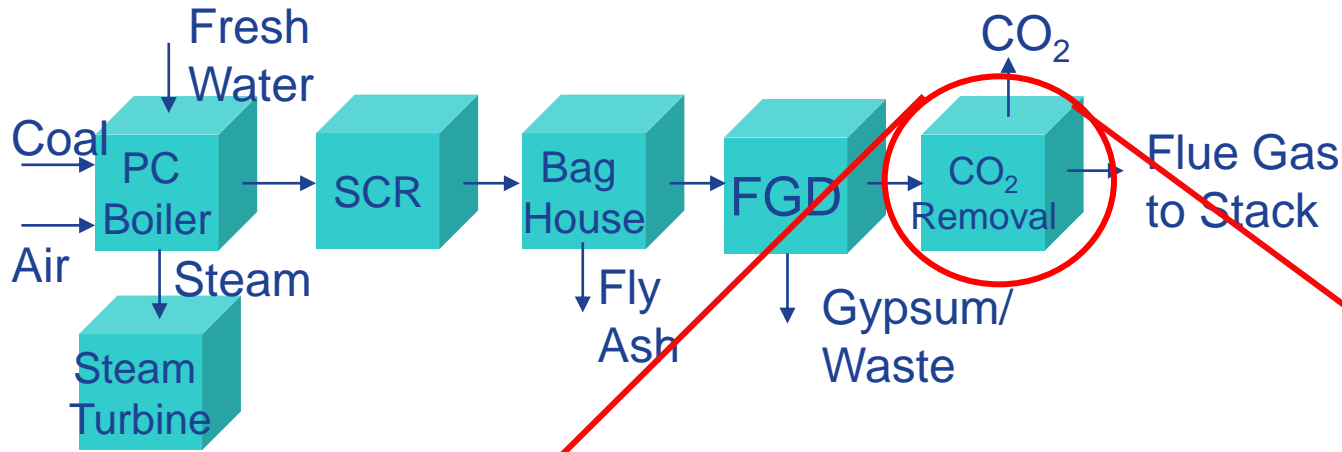 Fresh
Water
CO₂
Coal
PC
Boiler
SCR
Bag
House
FGD
CO₂
Removal
Flue Gas
to Stack
Air
Steam
Fly
Ash
Gypsum/
Waste
Steam
Turbine